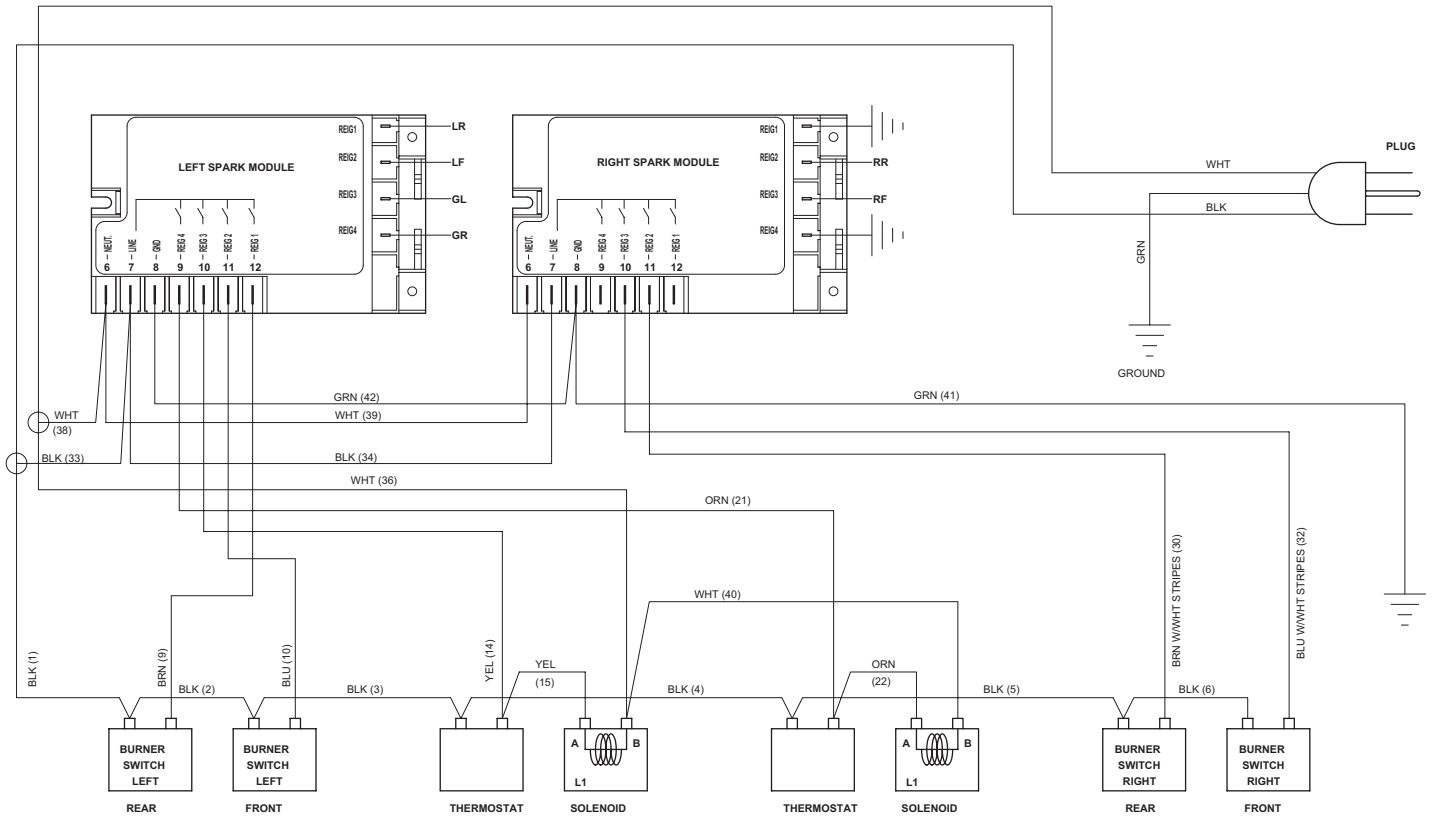 PLUG
WHT
BLK
GRN
GROUND
LEFT SPARK MODULE
REIG1
REIG2
REIG3
REIG4
LR
LF
GL
GR
– NEUT.
– LINE
– GND
– REIG 4
– REIG 3
– REIG 2
– REIG 1
6 7 8 9 10 11 12
RIGHT SPARK MODULE
REIG1
REIG2
REIG3
REIG4
RR
RF
– NEUT.
– LINE
– GND
– REIG 4
– REIG 3
– REIG 2
– REIG 1
6 7 8 9 10 11 12
GRN (42)
GRN (41)
WHT
(38)
WHT (39)
BLK (33)
BLK (34)
WHT (36)
ORN (21)
WHT (40)
BLK (1)
BRN (9)
BLU (10)
YEL (14)
YEL
(15)
ORN
(22)
BRN W/WHT STRIPES (30)
BLU W/WHT STRIPES (32)
BLK (2)
BLK (3)
BLK (4)
BLK (5)
BLK (6)
BURNER
SWITCH
LEFT
REAR
BURNER
SWITCH
LEFT
FRONT
THERMOSTAT
A B
L1
SOLENOID
THERMOSTAT
A B
L1
SOLENOID
BURNER
SWITCH
RIGHT
REAR
BURNER
SWITCH
RIGHT
FRONT